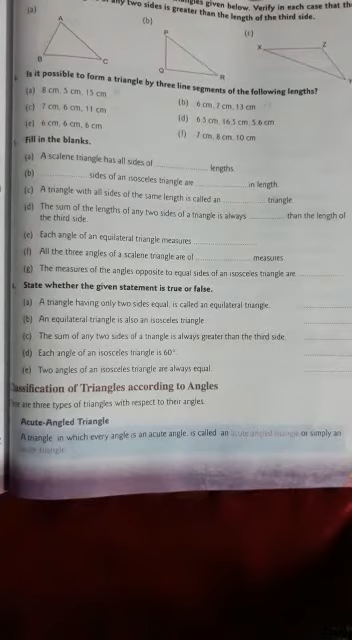 any two sides is greater than the length of the third side.
given below. Verify in each case that
(a)
(b)
(c)
A
B
C
P
Q
R
X
Z
Y
Is it possible to form a triangle by three line segments of the following lengths?
(a) 8 cm, 5 cm, 15 cm
(b) 6 cm, 7 cm, 13 cm
(c) 7 cm, 6 cm, 11 cm
(d) 6.5 cm, 16.5 cm, 5.6 cm
(e) 6 cm, 6 cm, 6 cm
(f) 7 cm, 8 cm, 10 cm
Fill in the blanks.
(a) A scalene triangle has all sides of lengths
(b) sides of an isosceles triangle are in length.
(c) A triangle with all sides of the same length is called an triangle
(d) The sum of the lengths of any two sides of a triangle is always than the length of
the third side.
(e) Each angle of an equilateral triangle measures
(f) All the three angles of a scalene triangle are of measures.
(g) The measures of the angles opposite to equal sides of an isosceles triangle are
State whether the given statement is true or false.
(a) A triangle having only two sides equal, is called an equilateral triangle.
(b) An equilateral triangle is also an isosceles triangle
(c) The sum of any two sides of a triangle is always greater than the third side.
(d) Each angle of an isosceles triangle is 60°.
(e) Two angles of an isosceles triangle are always equal.
of Triangles according to Angles
are three types of triangles with respect to their angles.
Acute-Angled Triangle
A triangle in which every angle is an acute angle, is called an acute angled triangle or simply an
triangle